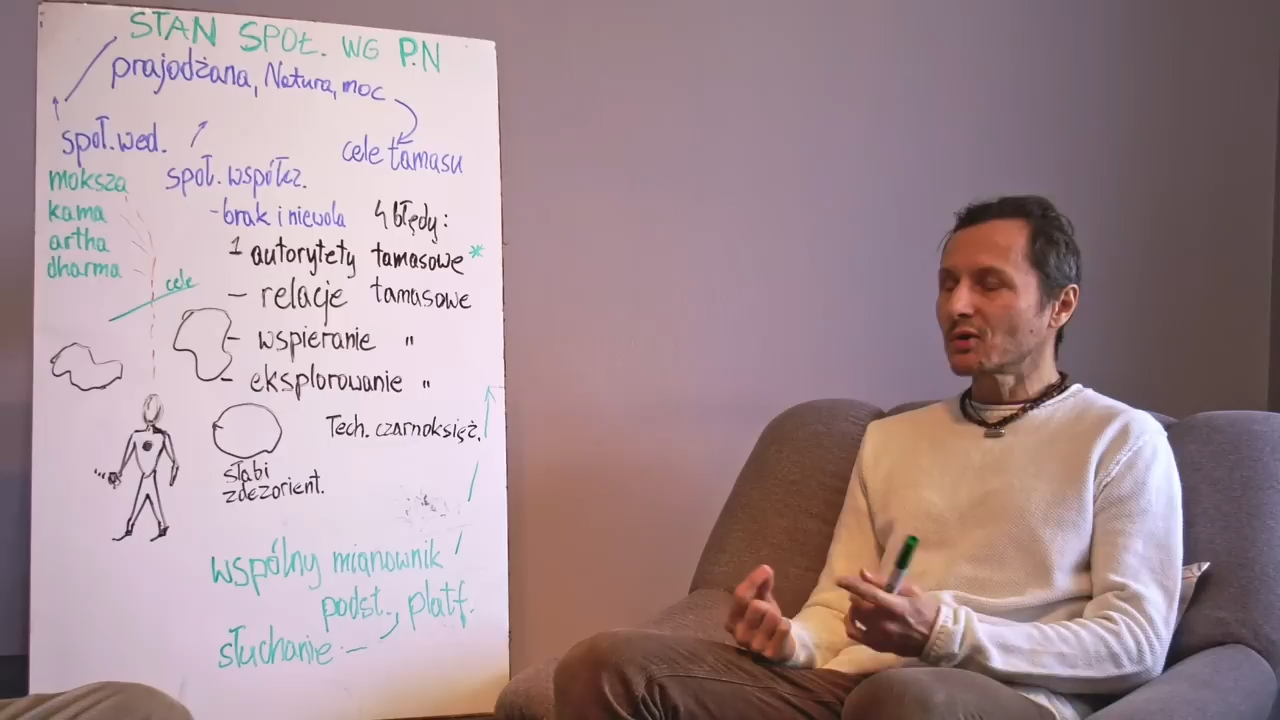 STAN SPOŁ. WG P.N
prajodżana, Natura, moc
społ. wed.
cele tamasu
moksza
kama
artha
dharma
cele
społ. współcz.
- brak i niewola
4 błędy:
1 autorytety tamasowe *
- relacje tamasowe
- wspieranie "
- eksplorowanie "
Tech. czarnoksięż.
słabi
zdezorient.
wspólny mianownik
podst., platf.
słuchanie -